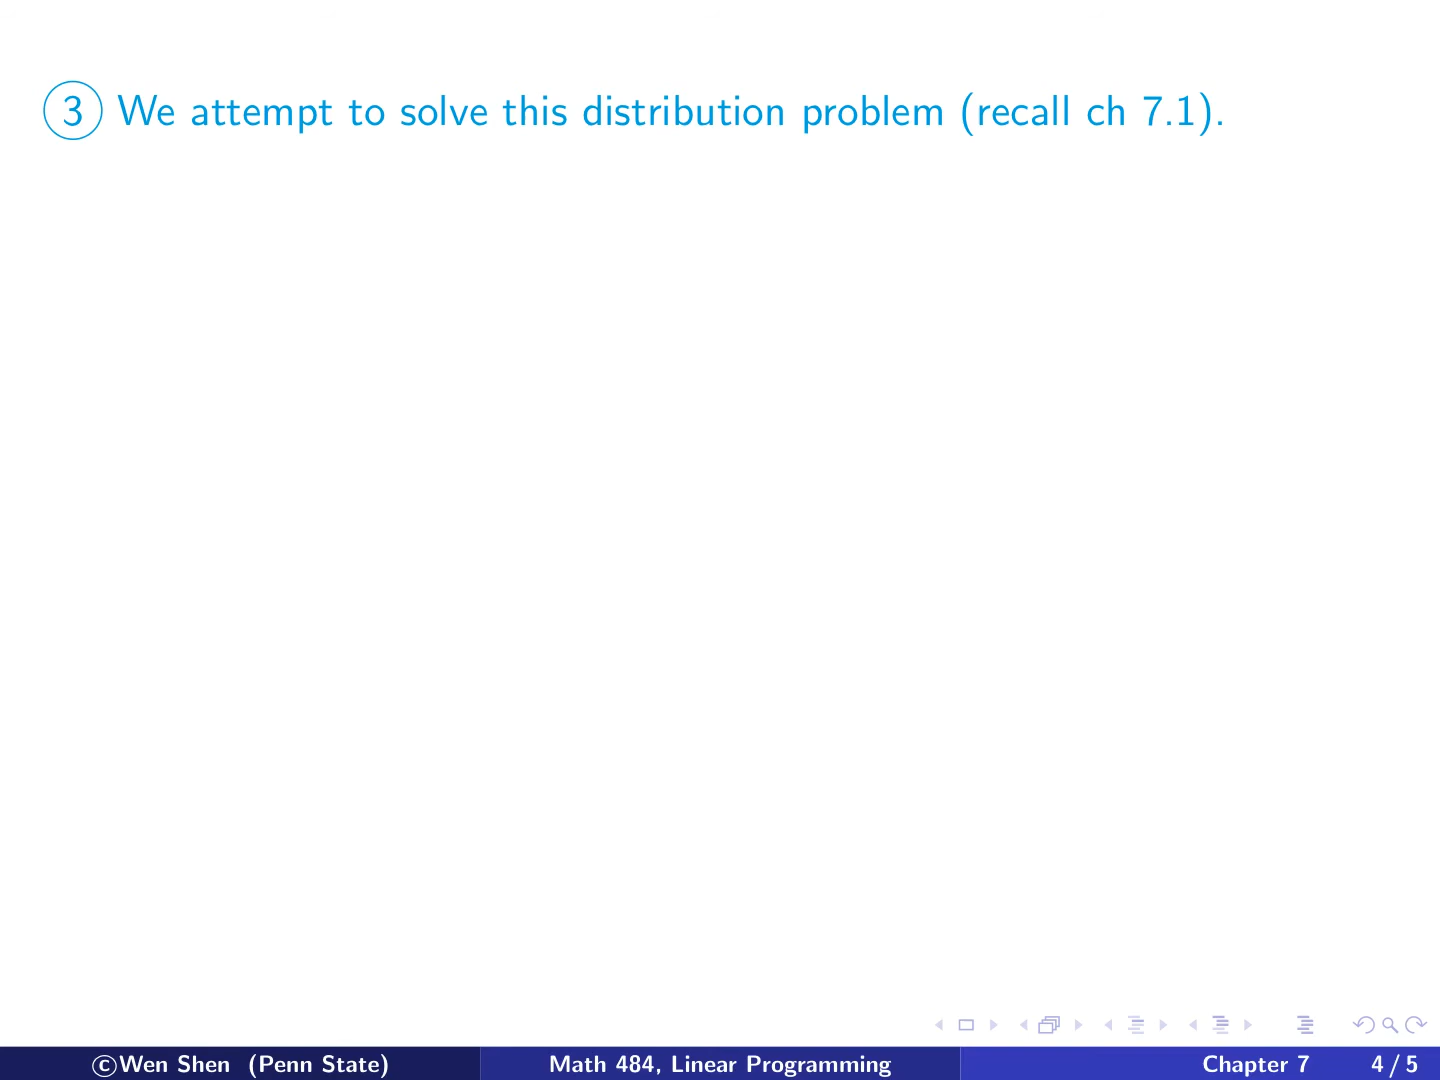 ③ We attempt to solve this distribution problem (recall ch 7.1).
©Wen Shen (Penn State) Math 484, Linear Programming Chapter 7 4 / 5